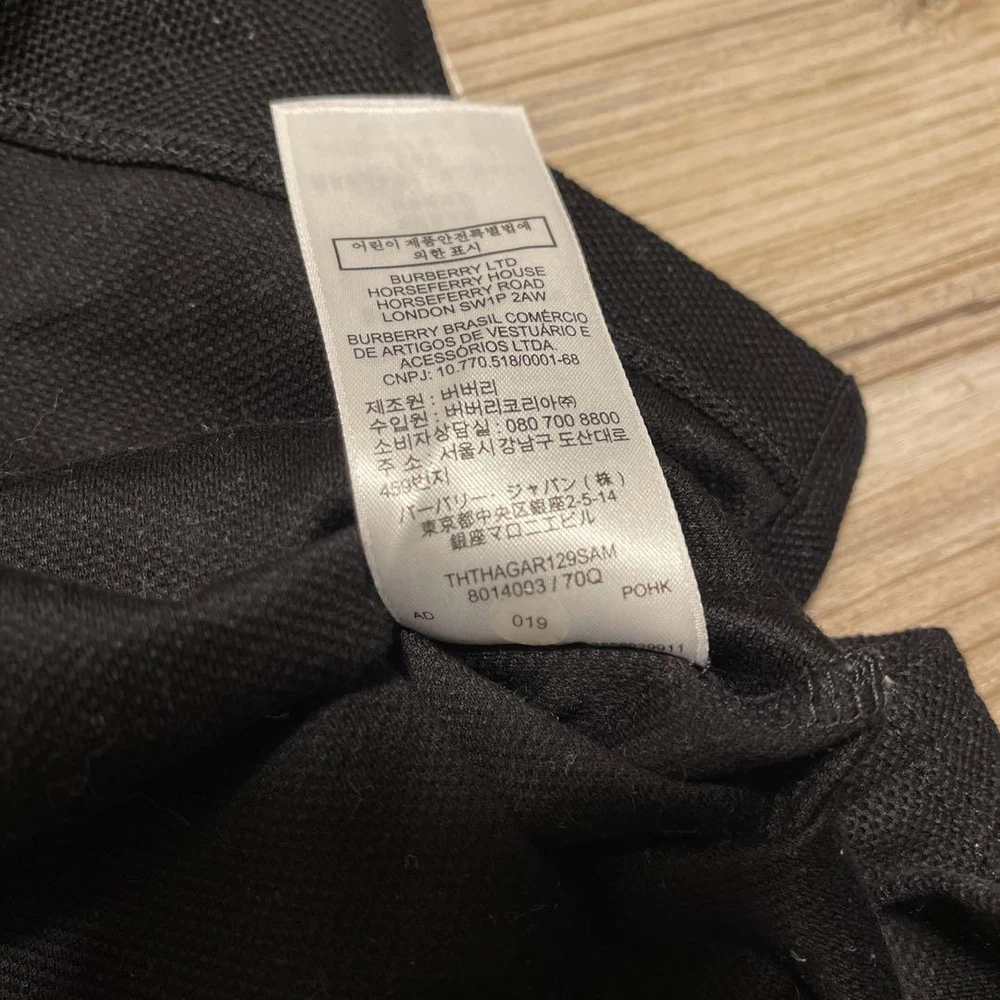 어린이 제품안전특별법에
의한 표시
BURBERRY LTD
HORSEFERRY HOUSE
HORSEFERRY ROAD
LONDON SW1P 2AW
BURBERRY BRASIL COMÉRCIO
DE ARTIGOS DE VESTUÁRIO E
ACESSÓRIOS LTDA.
CNPJ: 10.770.518/0001-68
제조원 : 버버리
수입원 : 버버리코리아㈜
소비자상담실 : 080 700 8800
주 소 : 서울시 강남구 도산대로
459번지
バーバリー・ジャパン（株）
東京都中央区銀座2-5-14
銀座マロニエビル
THTHAGAR129SAM
8014003 / 70Q
POHK
AD
019